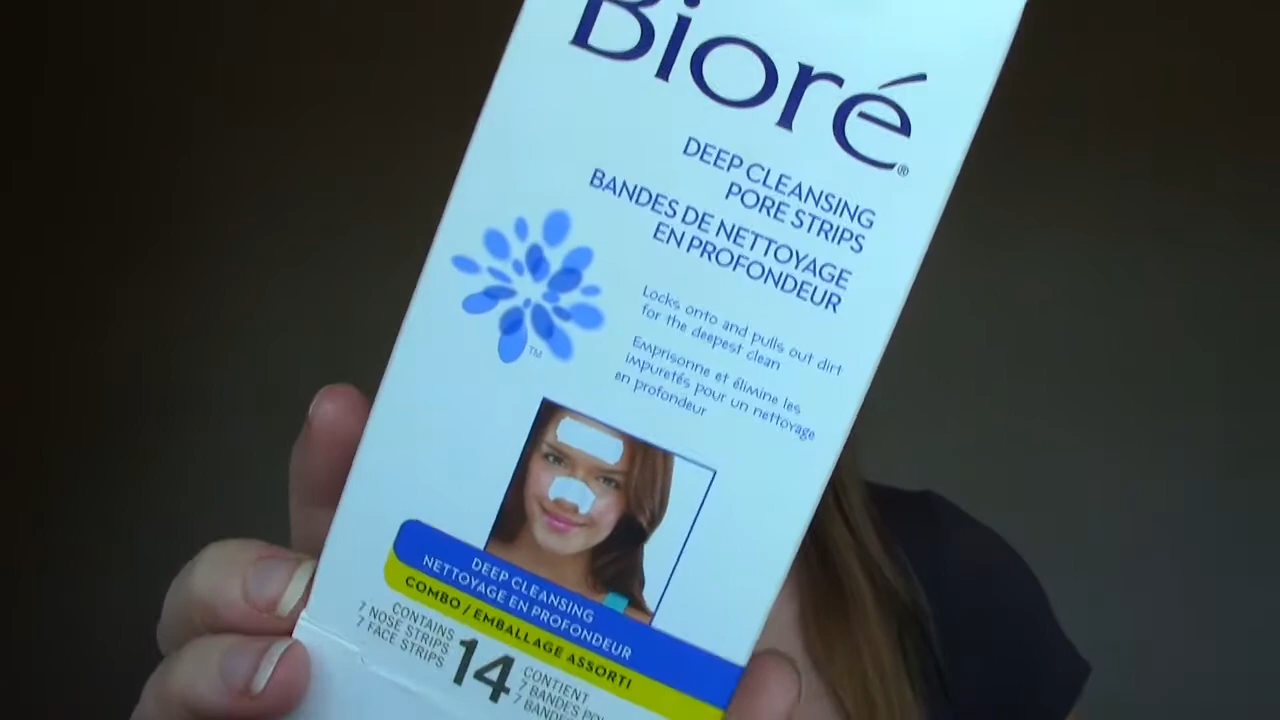 Bioré®
DEEP CLEANSING
PORE STRIPS
BANDES DE NETTOYAGE
EN PROFONDEUR
Locks onto and pulls out dirt
for the deepest clean
Emprisonne et élimine les
impuretés pour un nettoyage
en profondeur
TM
DEEP CLEANSING
NETTOYAGE EN PROFONDEUR
COMBO / EMBALLAGE ASSORTI
CONTAINS
7 NOSE STRIPS
7 FACE STRIPS
14
CONTIENT
7 BANDES
7